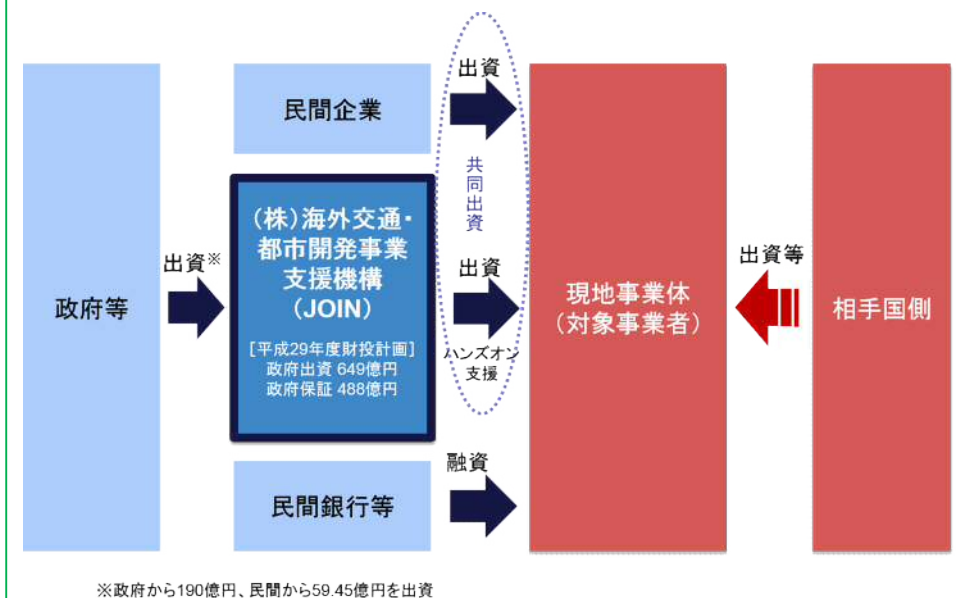 政府等
出資※
民間企業
(株)海外交通・
都市開発事業
支援機構
(JOIN)
[平成29年度財投計画]
政府出資 649億円
政府保証 488億円
民間銀行等
出資
共同出資
出資
ハンズオン
支援
融資
現地事業体
(対象事業者)
出資等
相手国側
※政府から190億円、民間から59.45億円を出資